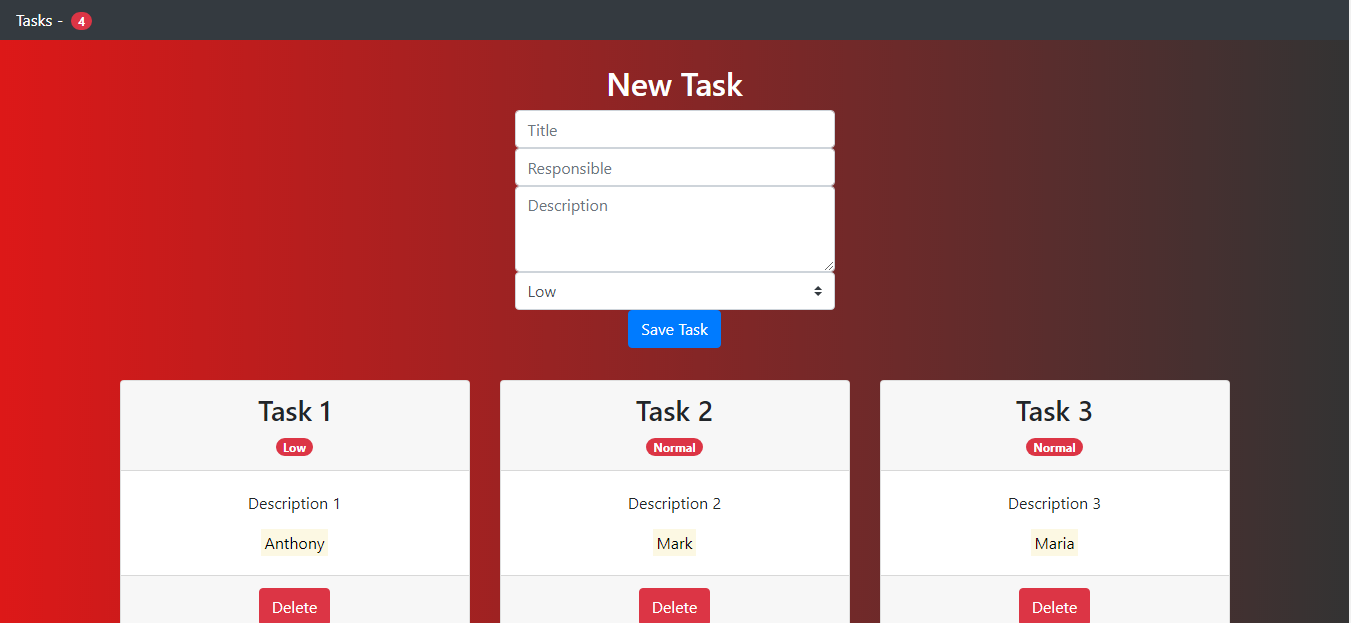 Tasks - 4
New Task
Title
Responsible
Description
Low
Save Task
Task 1
Low
Description 1
Anthony
Delete
Task 2
Normal
Description 2
Mark
Delete
Task 3
Normal
Description 3
Maria
Delete